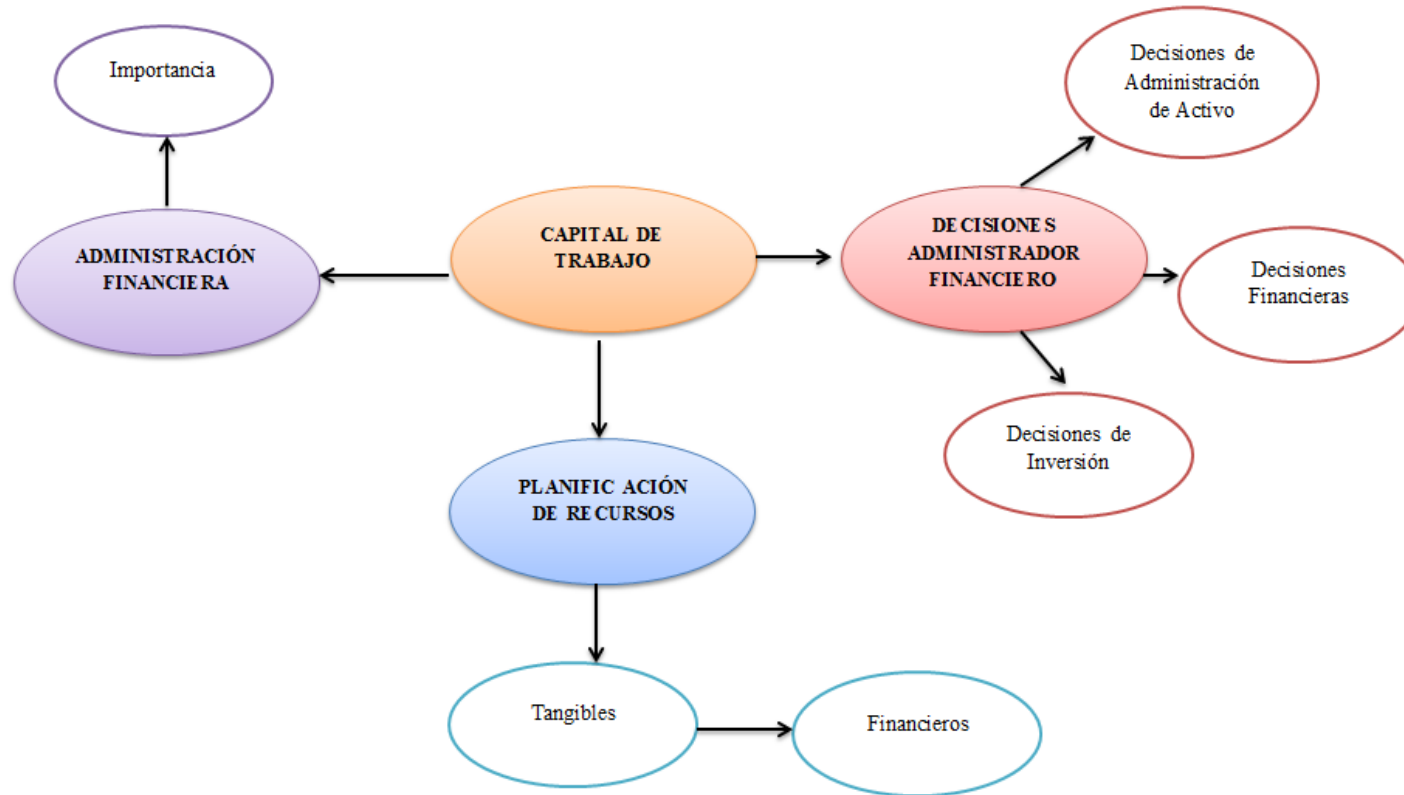 Importancia
ADMINISTRACIÓN
FINANCIERA
CAPITAL DE
TRABAJO
DECISIONES
ADMINISTRADOR
FINANCIERO
Decisiones de
Administración
de Activo
Decisiones
Financieras
Decisiones de
Inversión
PLANIFICACIÓN
DE RECURSOS
Tangibles
Financieros